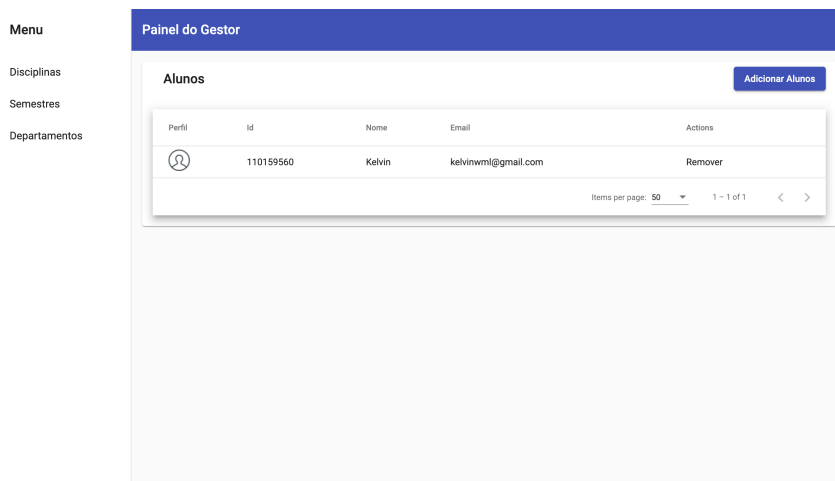 Menu
Painel do Gestor
Disciplinas
Semestres
Departamentos
Alunos
Adicionar Alunos
Perfil Id Nome Email Actions
110159560 Kelvin kelvinwml@gmail.com Remover
Items per page: 50 1 – 1 of 1